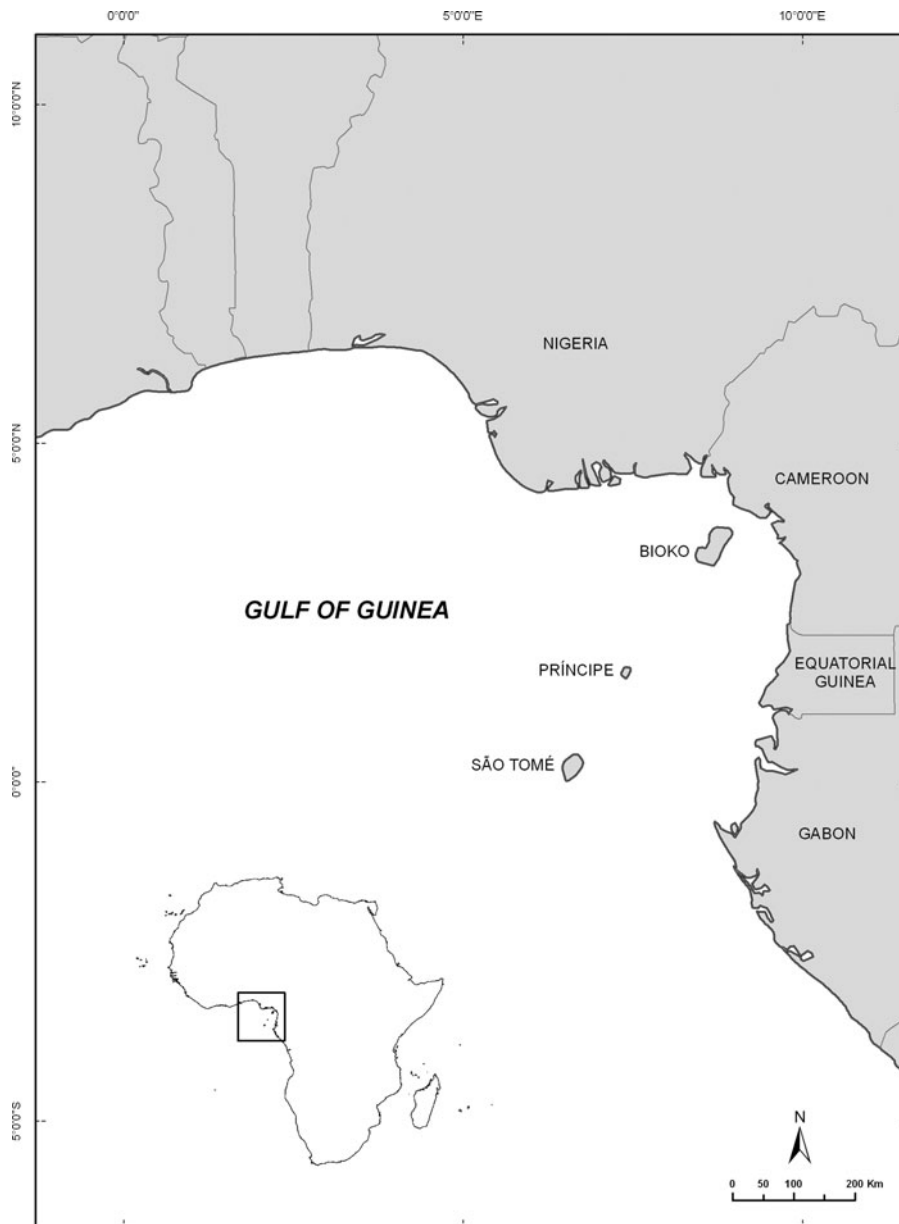 0°0'0"
5°0'0"E
10°0'0"E
10°0'0"N
NIGERIA
5°0'0"N
CAMEROON
BIOKO
GULF OF GUINEA
PRÍNCIPE
EQUATORIAL
GUINEA
SÃO TOMÉ
0°0'0"
GABON
5°0'0"S
N
0 50 100 200 Km